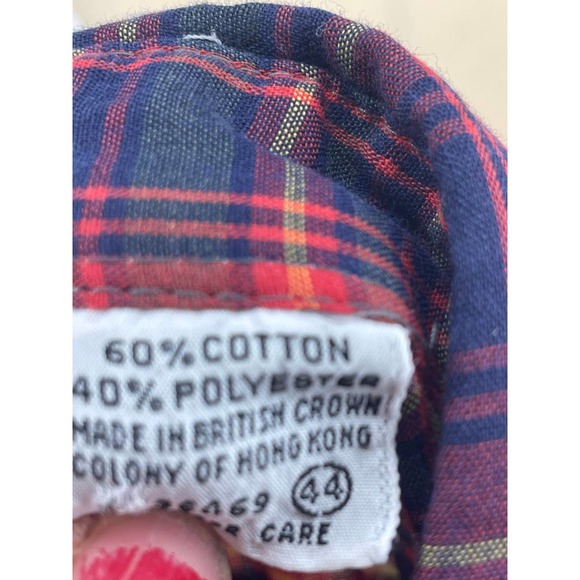 60% COTTON
40% POLYESTER
MADE IN BRITISH CROWN
COLONY OF HONG KONG
44
CARE